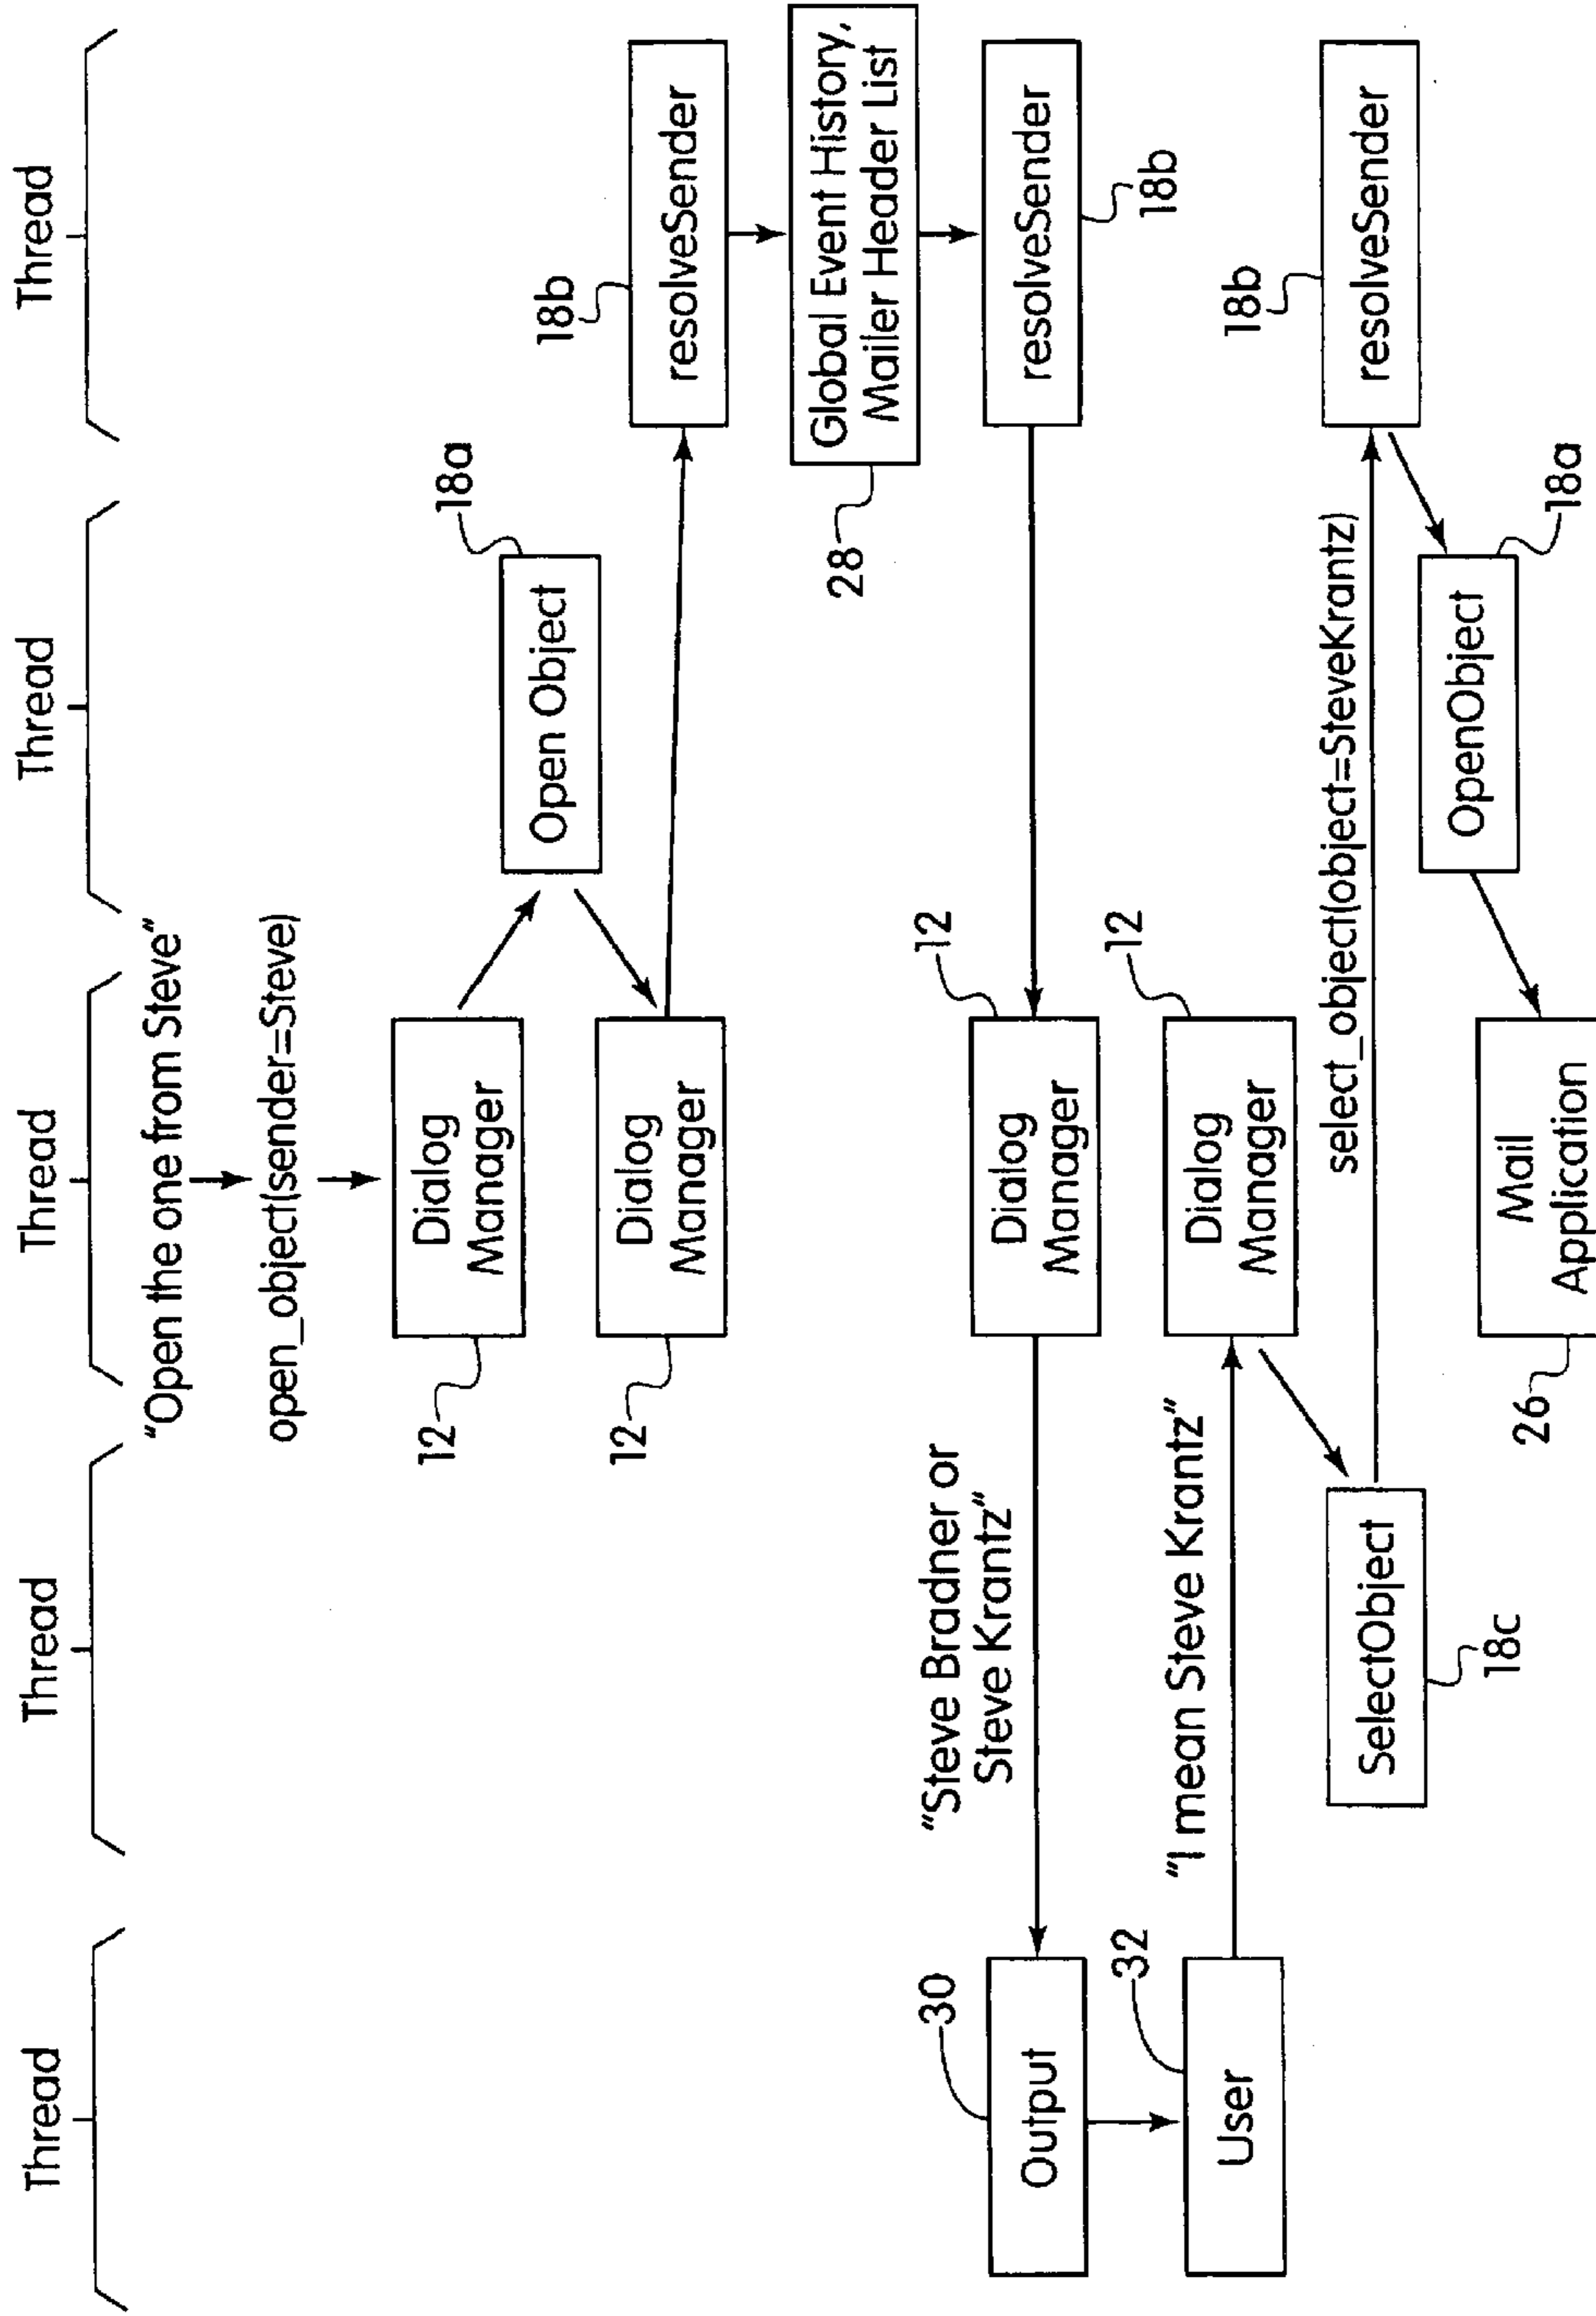 Thread
Thread
Thread
Thread
Thread
"Open the one from Steve"
open_object(sender=Steve)
12
Dialog
Manager
Open Object
18a
12
Dialog
Manager
18b
resolveSender
28
Global Event History,
Mailer Header List
30
Output
"Steve Bradner or
Steve Krantz"
Dialog
Manager
12
resolveSender
18b
32
User
"I mean Steve Krantz"
Dialog
Manager
12
SelectObject
18c
select_object(object=SteveKrantz)
18b
resolveSender
OpenObject
18a
26
Mail
Application